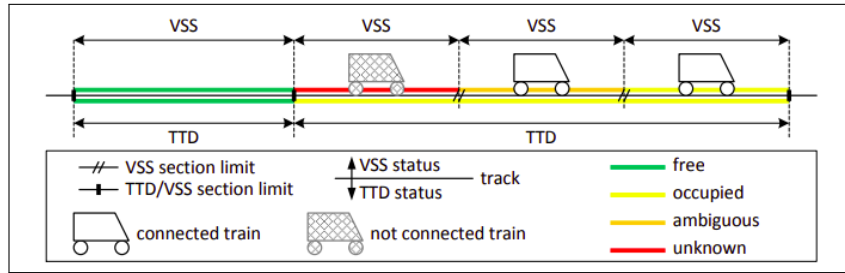 VSS VSS VSS VSS
TTD TTD
VSS section limit VSS status free
TTD/VSS section limit TTD status track occupied
connected train not connected train ambiguous
unknown